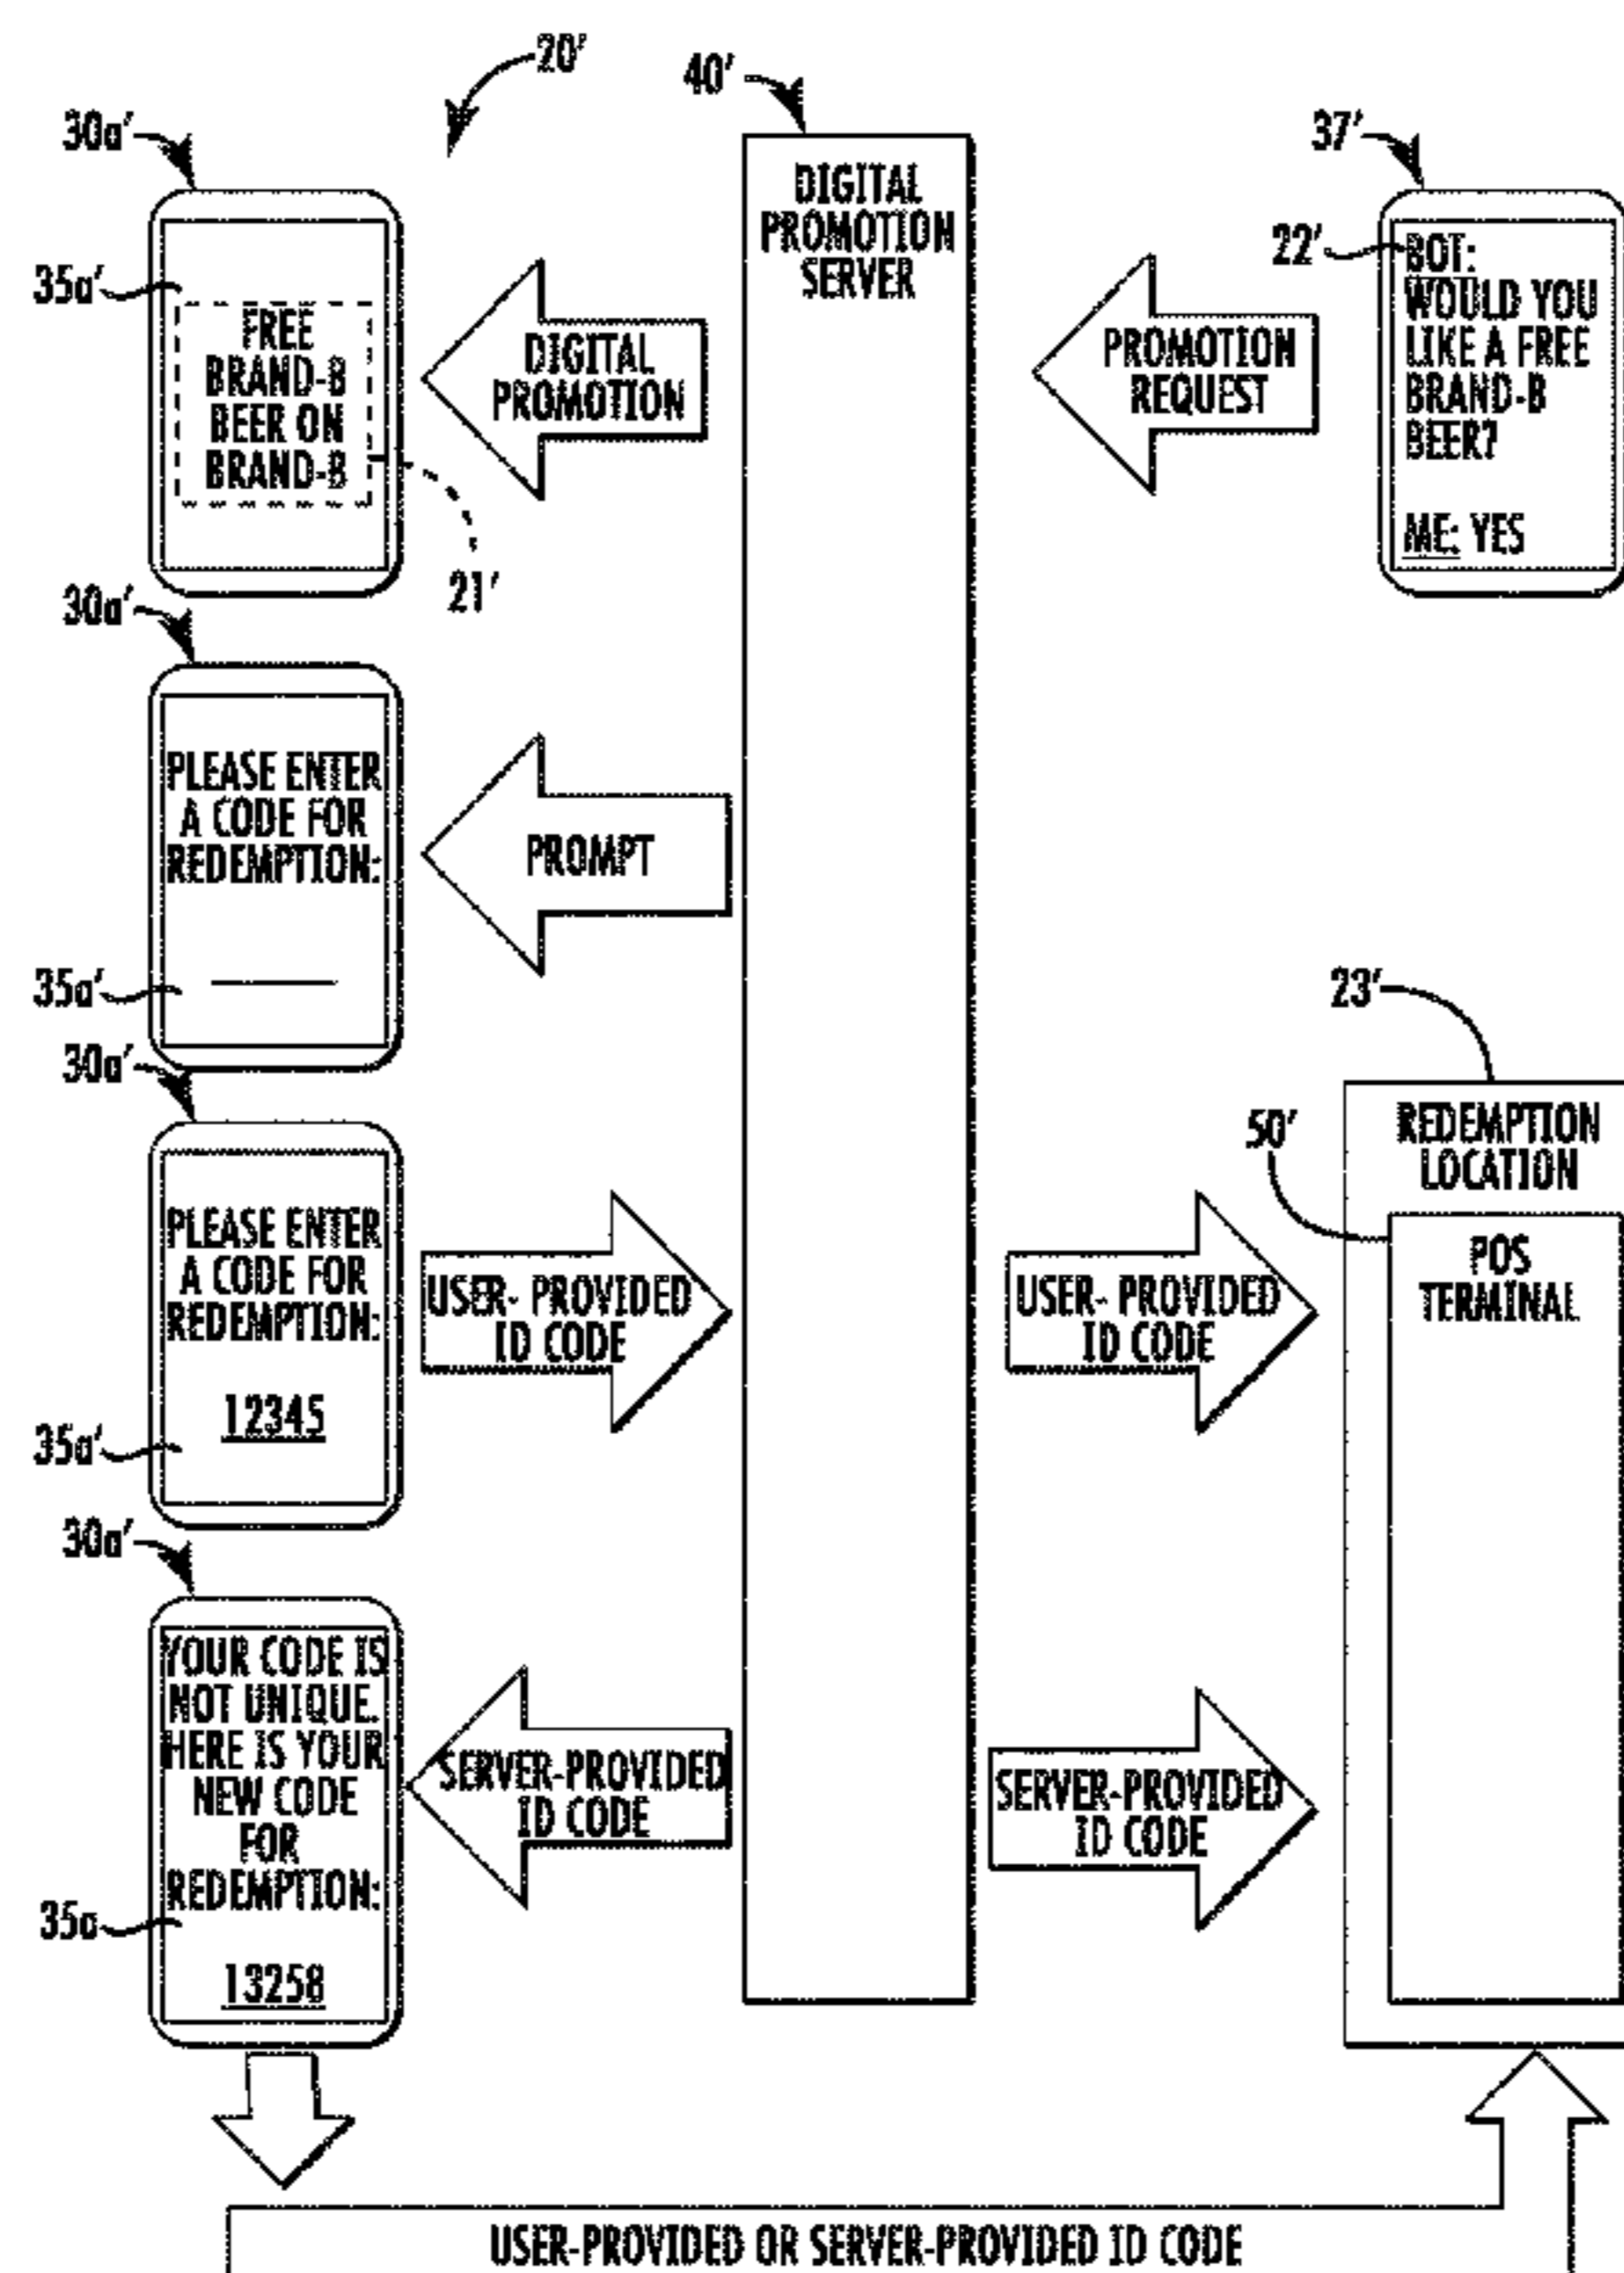 20'
40'
30a'
37'
DIGITAL
PROMOTION
SERVER
22'
BOT:
WOULD YOU
LIKE A FREE
BRAND-B
BEER?
ME: YES
35a'
FREE
BRAND-B
BEER ON
BRAND-B
DIGITAL
PROMOTION
PROMOTION
REQUEST
21'
30a'
PLEASE ENTER
A CODE FOR
REDEMPTION:
PROMPT
35a'
23'
30a'
REDEMPTION
LOCATION
50'
POS
TERMINAL
PLEASE ENTER
A CODE FOR
REDEMPTION:
12345
USER- PROVIDED
ID CODE
USER- PROVIDED
ID CODE
35a'
30a'
YOUR CODE IS
NOT UNIQUE.
HERE IS YOUR
NEW CODE
FOR
REDEMPTION:
13258
SERVER-PROVIDED
ID CODE
SERVER-PROVIDED
ID CODE
35a
USER-PROVIDED OR SERVER-PROVIDED ID CODE